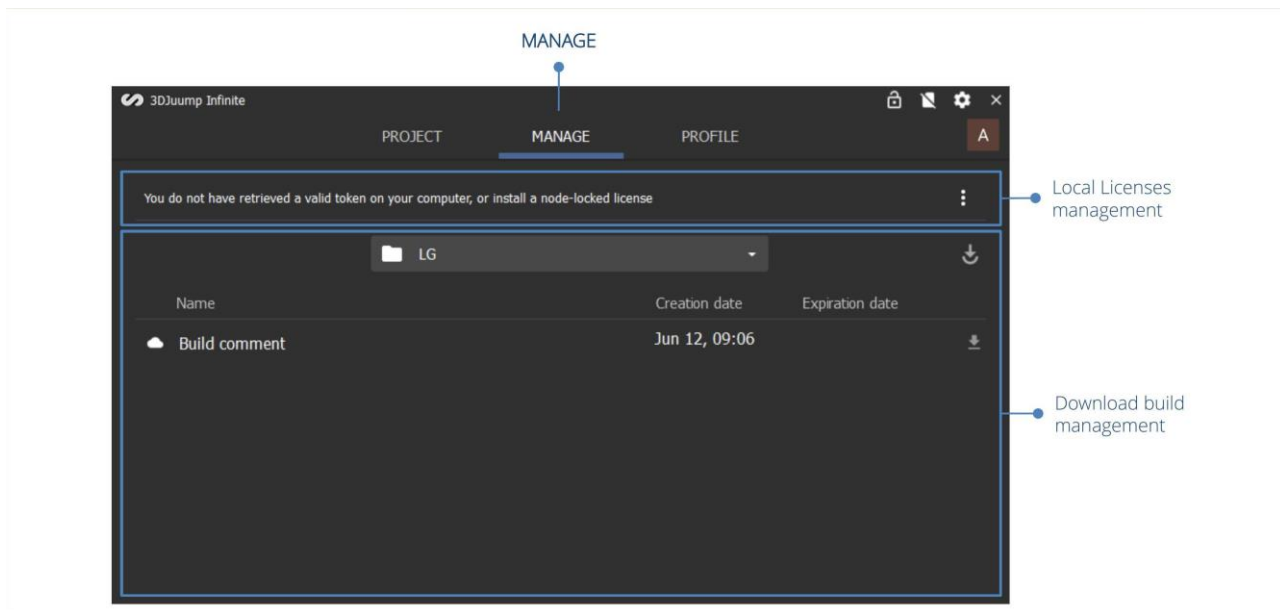 MANAGE
3DJuump Infinite
PROJECT MANAGE PROFILE
A
You do not have retrieved a valid token on your computer, or install a node-locked license
Local Licenses
management
LG
Name Creation date Expiration date
Build comment Jun 12, 09:06
Download build
management